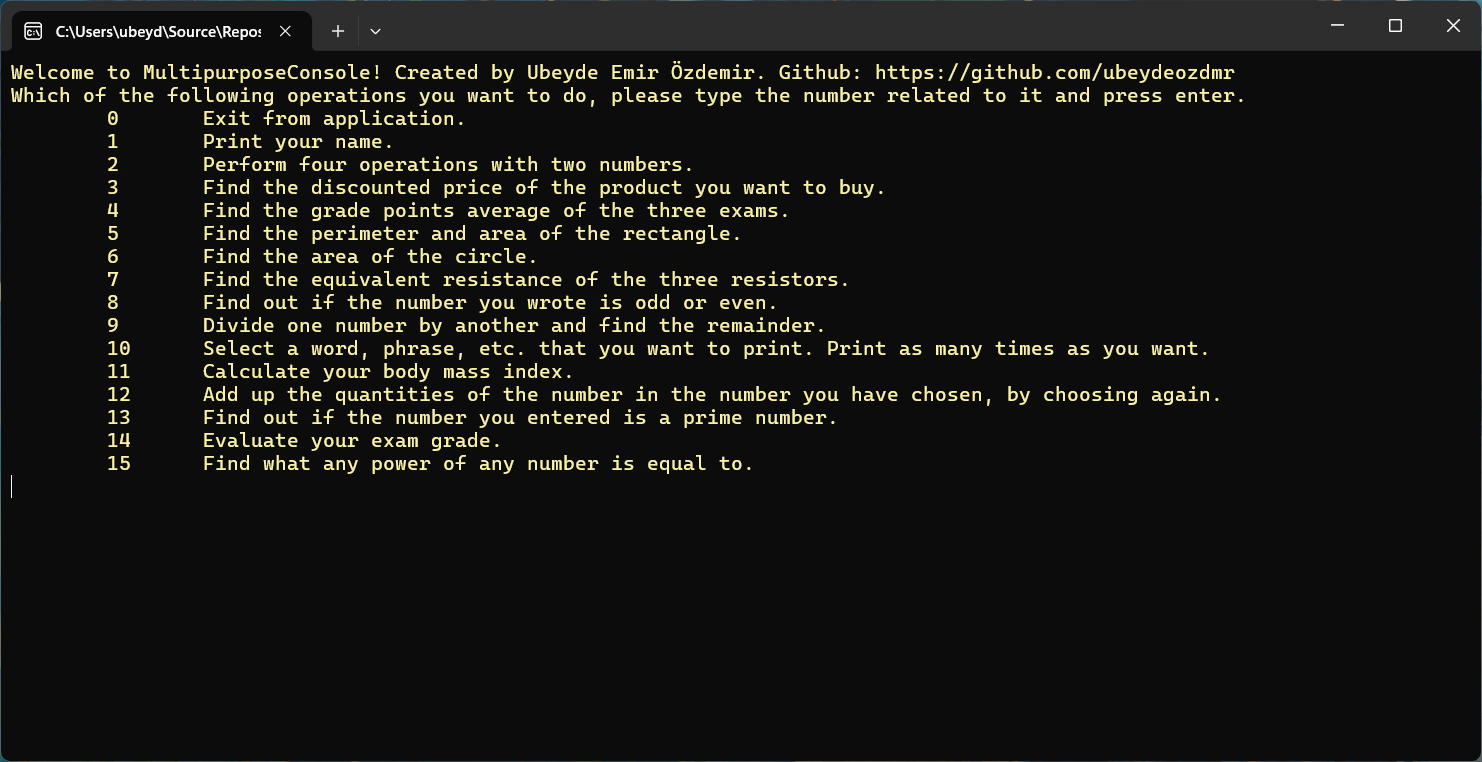 C:\Users\ubeyd\Source\Repos
Welcome to MultipurposeConsole! Created by Ubeyde Emir Özdemir. Github: https://github.com/ubeydeozdmr
Which of the following operations you want to do, please type the number related to it and press enter.
0 Exit from application.
1 Print your name.
2 Perform four operations with two numbers.
3 Find the discounted price of the product you want to buy.
4 Find the grade points average of the three exams.
5 Find the perimeter and area of the rectangle.
6 Find the area of the circle.
7 Find the equivalent resistance of the three resistors.
8 Find out if the number you wrote is odd or even.
9 Divide one number by another and find the remainder.
10 Select a word, phrase, etc. that you want to print. Print as many times as you want.
11 Calculate your body mass index.
12 Add up the quantities of the number in the number you have chosen, by choosing again.
13 Find out if the number you entered is a prime number.
14 Evaluate your exam grade.
15 Find what any power of any number is equal to.